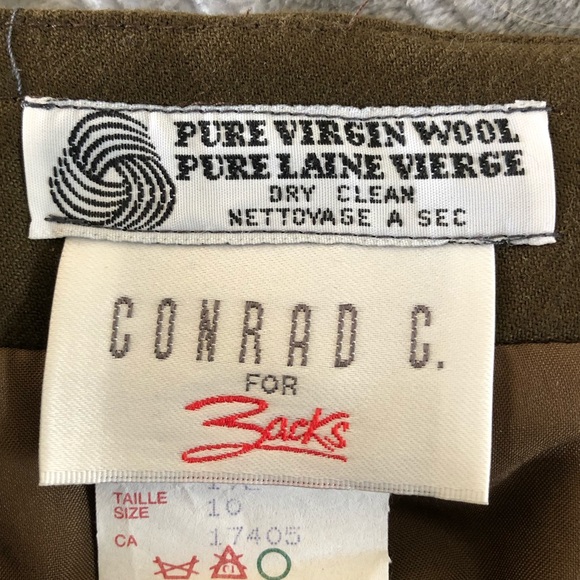 PURE VIRGIN WOOL
PURE LAINE VIERGE
DRY CLEAN
NETTOYAGE A SEC
CONRAD C.
FOR
Zacks
TAILLE
SIZE 10
CA 17405